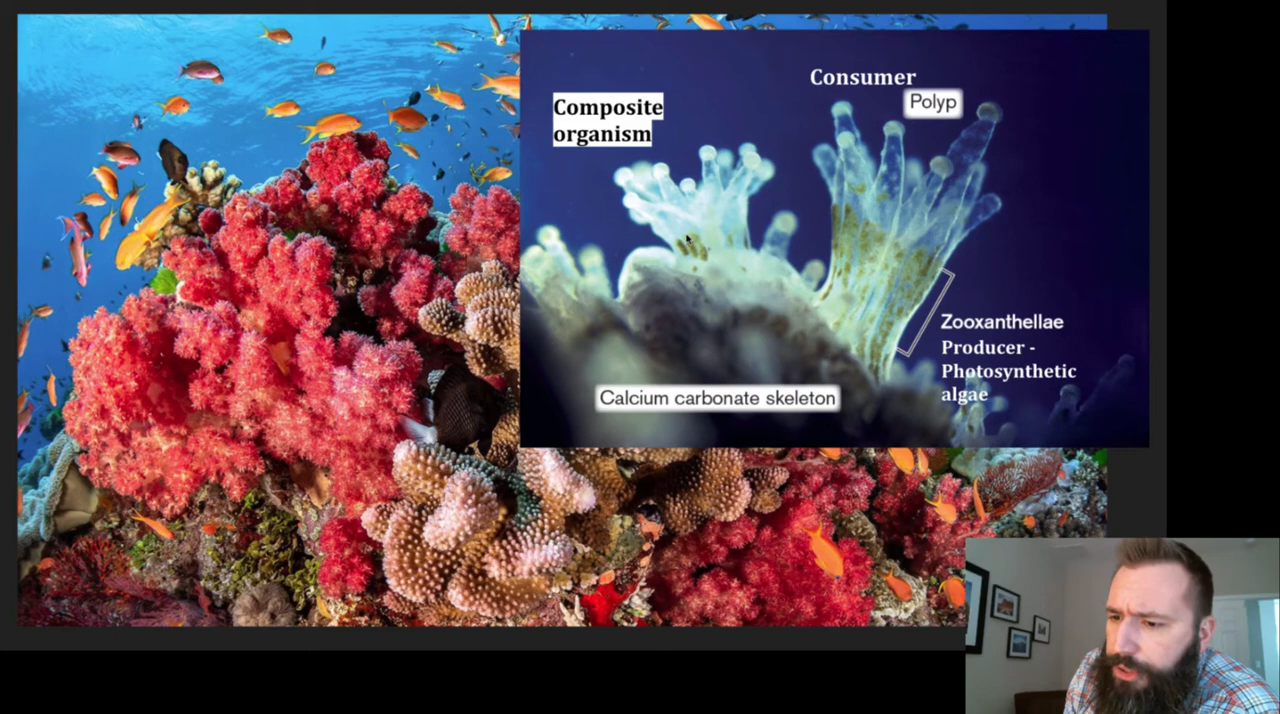 Composite
organism
Consumer
Polyp
Zooxanthellae
Producer -
Photosynthetic
algae
Calcium carbonate skeleton